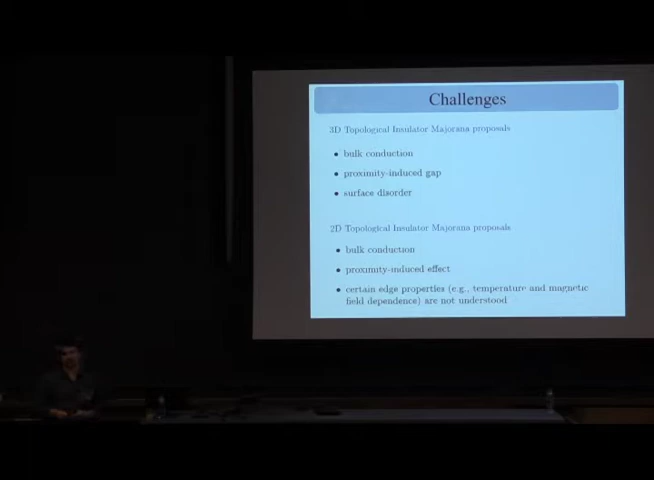 Challenges
3D Topological Insulator Majorana proposals
• bulk conduction
• proximity-induced gap
• surface disorder
2D Topological Insulator Majorana proposals
• bulk conduction
• proximity-induced effect
• certain edge properties (e.g., temperature and magnetic
field dependence) are not understood